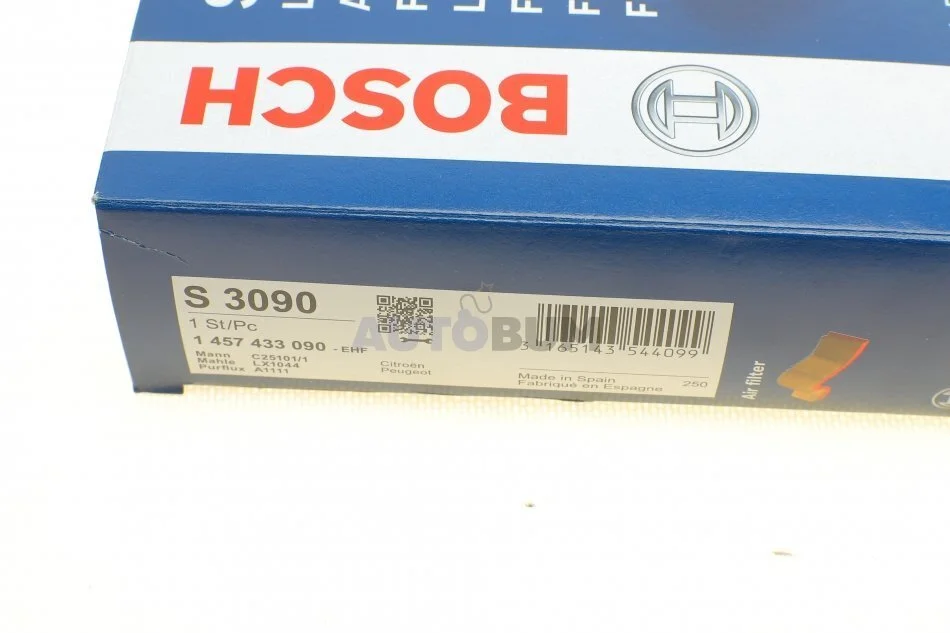 BOSCH
S 3090
1 St/Pc
1 457 433 090 - EHF
Mann C25101/1
Mahle LX1044
Purflux A1111
Citroën
Peugeot
3 165143 544099
Made in Spain
Fabriqué en Espagne
250
Air filter
AUTOBUM